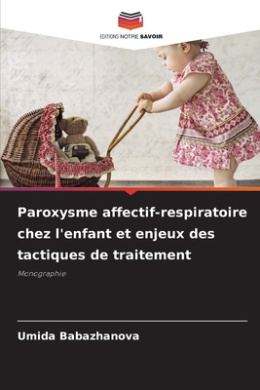 EDITIONS NOTRE SAVOIR
Paroxysme affectif-respiratoire
chez l'enfant et enjeux des
tactiques de traitement
Monographie
Umida Babazhanova